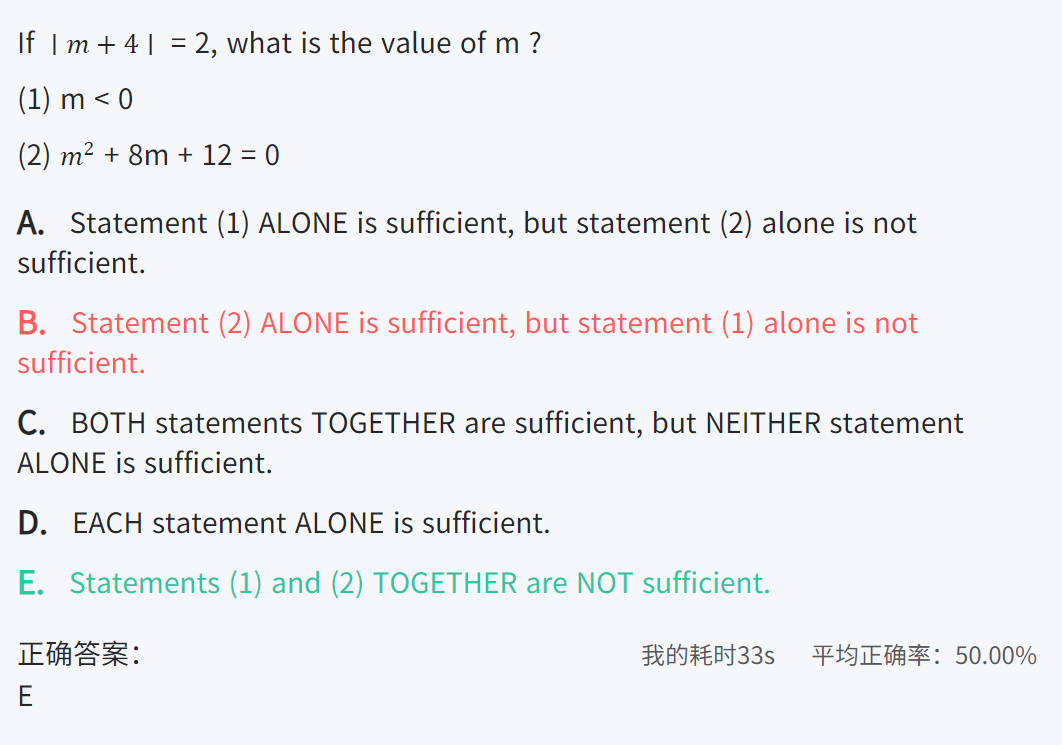 If | m + 4 | = 2, what is the value of m ?
(1) m < 0
(2) m² + 8m + 12 = 0
A. Statement (1) ALONE is sufficient, but statement (2) alone is not
sufficient.
B. Statement (2) ALONE is sufficient, but statement (1) alone is not
sufficient.
C. BOTH statements TOGETHER are sufficient, but NEITHER statement
ALONE is sufficient.
D. EACH statement ALONE is sufficient.
E. Statements (1) and (2) TOGETHER are NOT sufficient.
正确答案： 我的耗时33s 平均正确率：50.00%
E